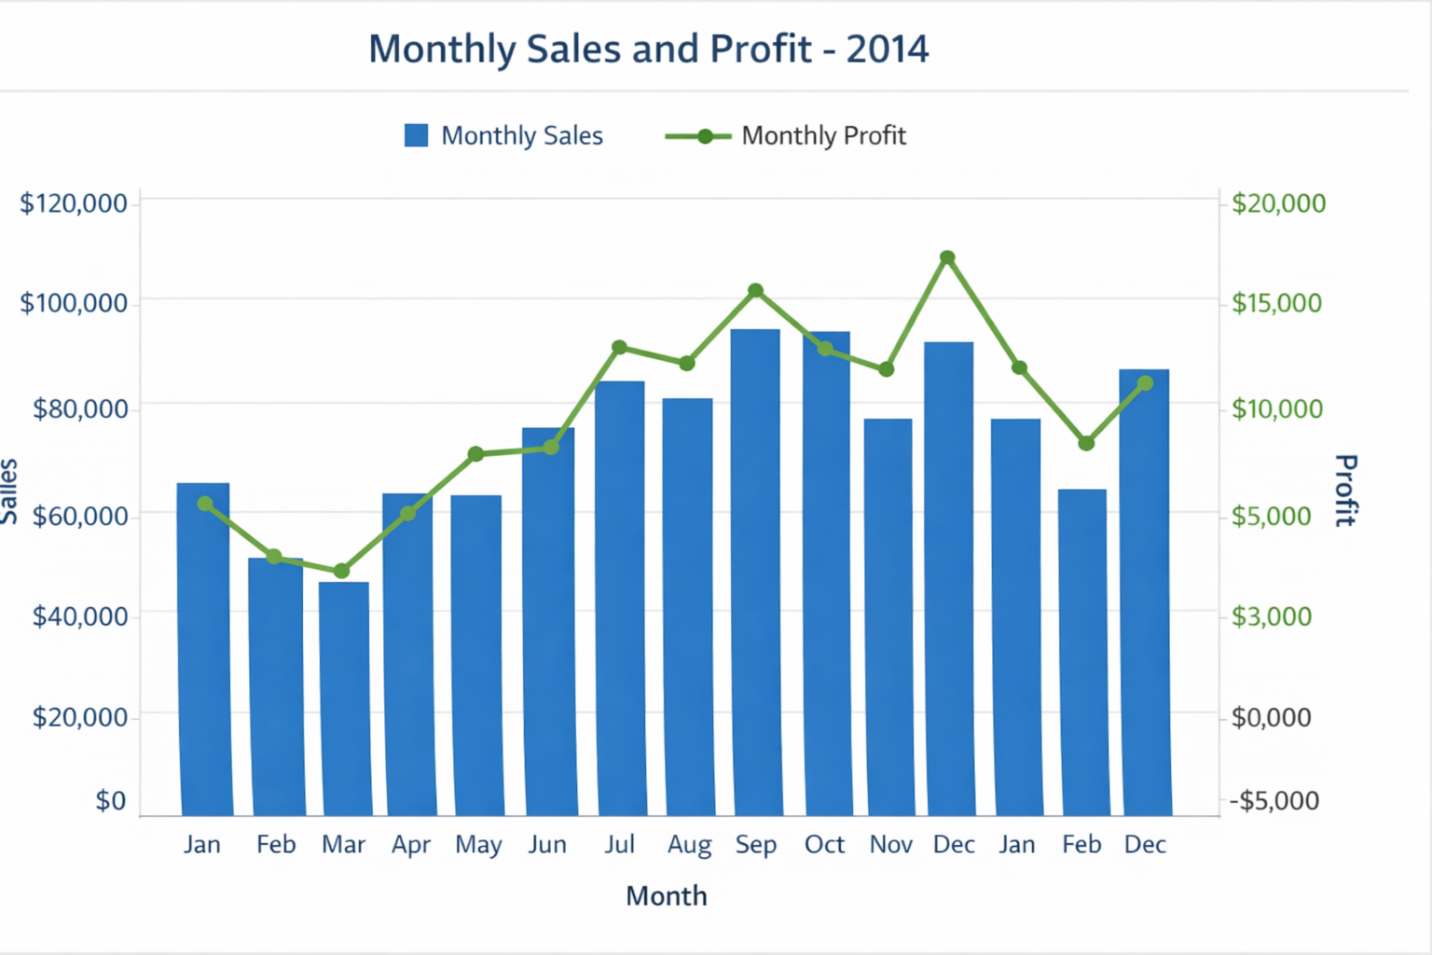 Monthly Sales and Profit - 2014
Monthly Sales
Monthly Profit
$120,000
$100,000
$80,000
$60,000
$40,000
$20,000
$0
Salles
$20,000
$15,000
$10,000
$5,000
$3,000
$0,000
-$5,000
Profit
Jan Feb Mar Apr May Jun Jul Aug Sep Oct Nov Dec Jan Feb Dec
Month